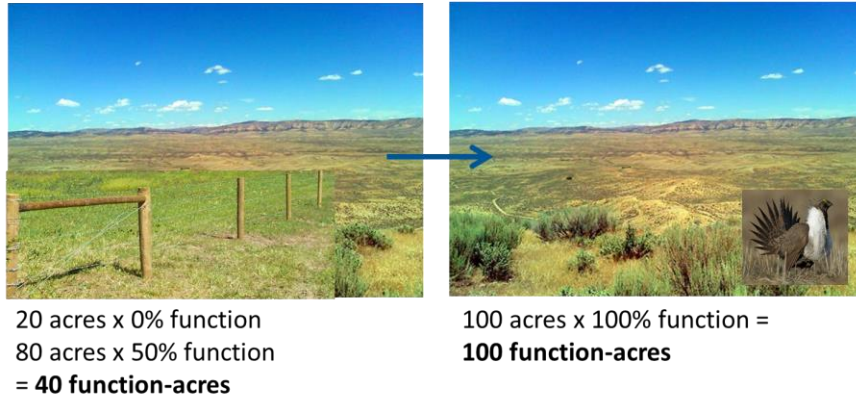 20 acres x 0% function
80 acres x 50% function
= 40 function-acres
100 acres x 100% function =
100 function-acres